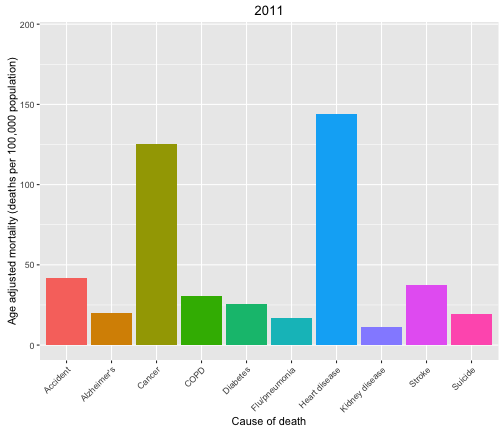 2011
Age adjusted mortality (deaths per 100,000 population)
200
150
100
50
0
Accident
Alzheimer's
Cancer
COPD
Diabetes
Flu/pneumonia
Heart disease
Kidney disease
Stroke
Suicide
Cause of death